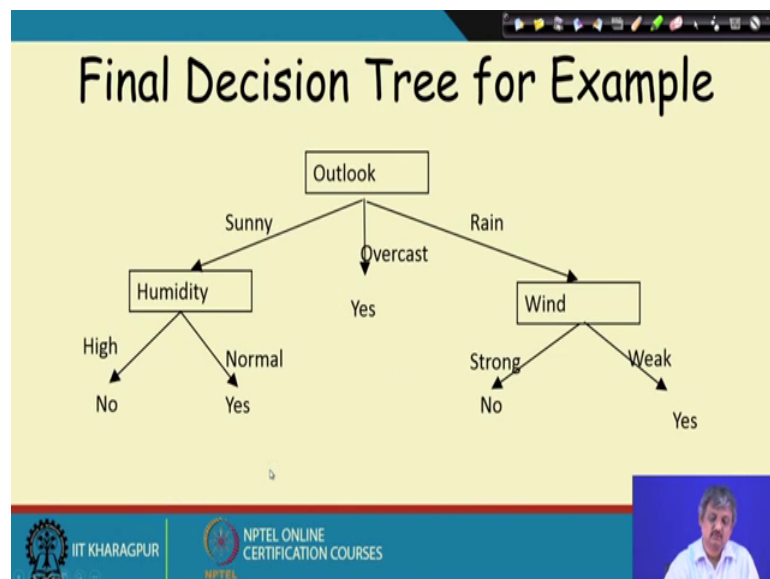 Final Decision Tree for Example
Outlook
Sunny
Rain
Overcast
Humidity
Yes
Wind
High
Normal
Strong
Weak
No
Yes
No
Yes
IIT KHARAGPUR
NPTEL ONLINE
CERTIFICATION COURSES
NPTEL